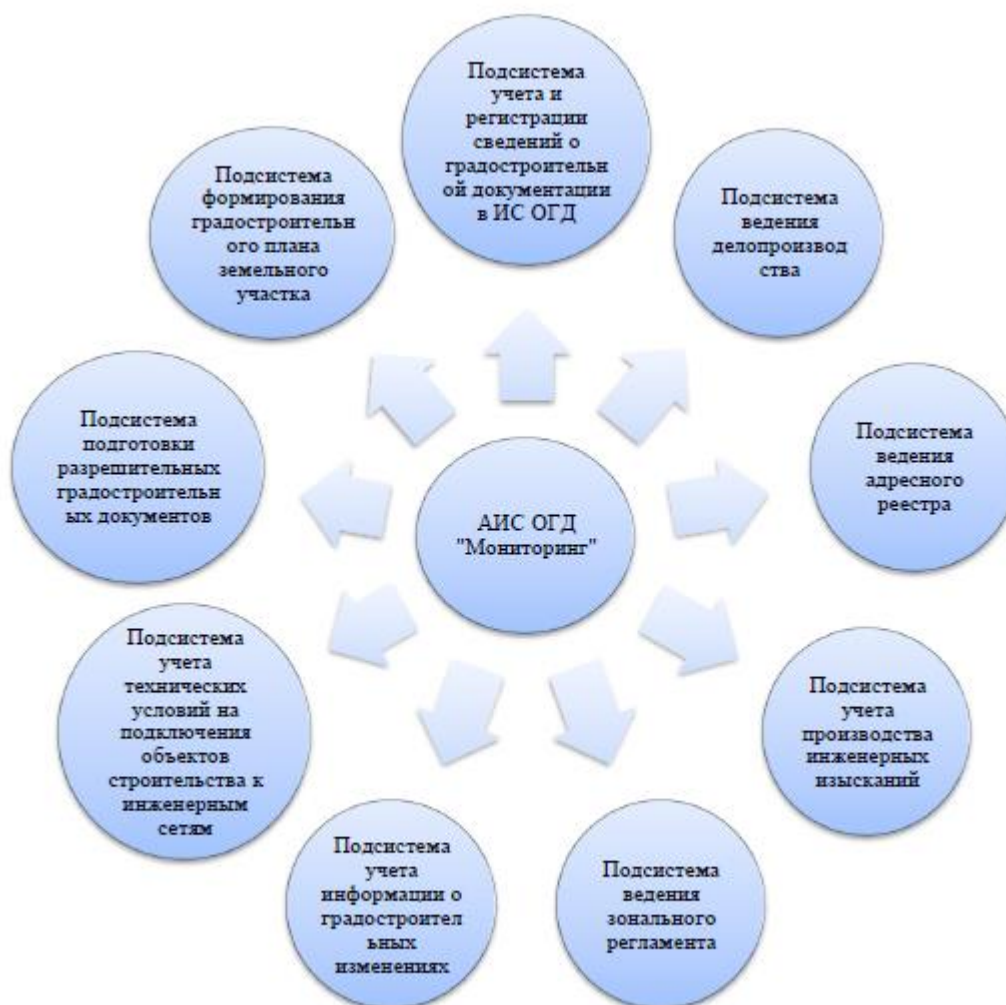 Подсистема
учета и
регистрации
сведений о
градостроительн
ой документации
в ИС ОГД
Подсистема
ведения
делопроизвод
ства
Подсистема
ведения
адресного
реестра
Подсистема
учета
производства
инженерных
изысканий
Подсистема
ведения
зонального
регламента
Подсистема
учета
информации о
градостроител
ьных
изменениях
Подсистема
учета
технических
условий на
подключения
объектов
строительства к
инженерным
сетям
Подсистема
подготовки
разрешительных
градостроительн
ых документов
Подсистема
формирования
градостроительн
ого плана
земельного
участка
АИС ОГД
"Мониторинг"